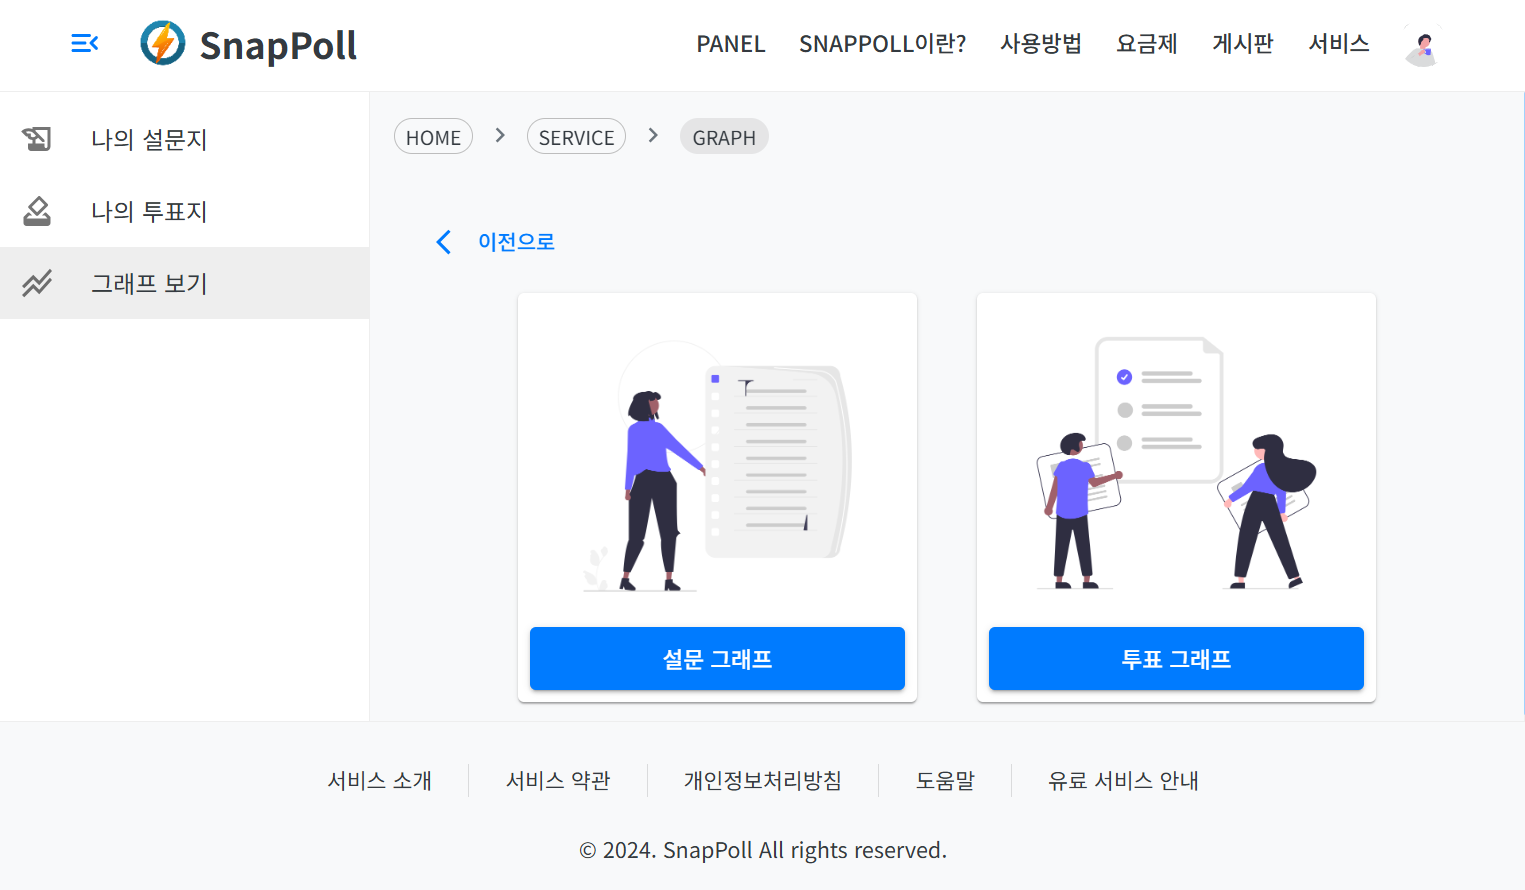 SnapPoll
PANEL SNAPPOLL이란? 사용방법 요금제 게시판 서비스
나의 설문지
나의 투표지
그래프 보기
HOME SERVICE GRAPH
이전으로
설문 그래프
투표 그래프
서비스 소개 서비스 약관 개인정보처리방침 도움말 유료 서비스 안내
© 2024. SnapPoll All rights reserved.